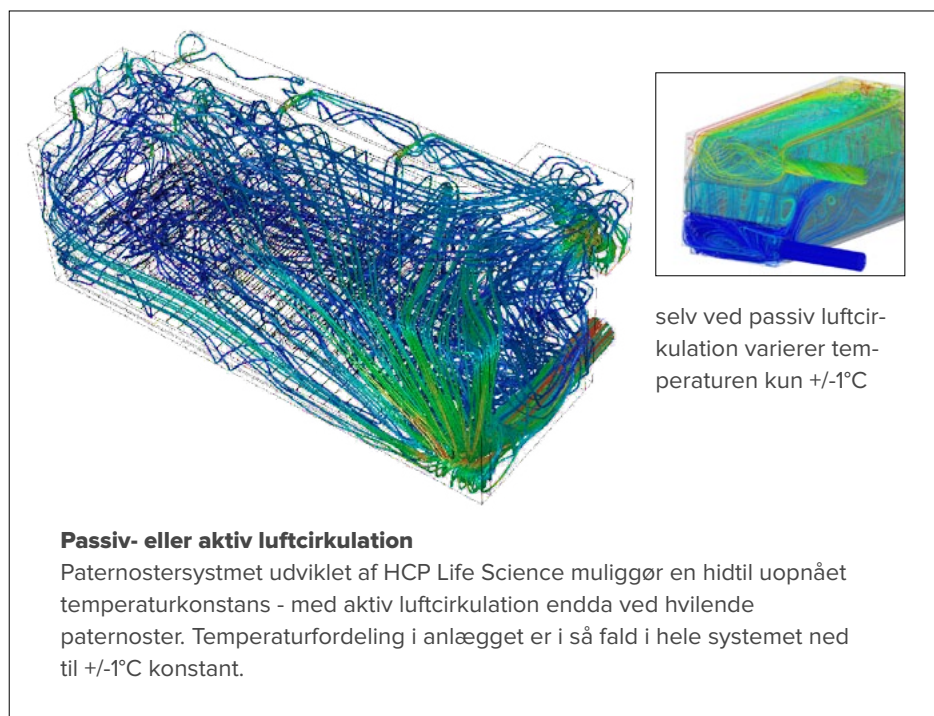 selv ved passiv luftcir-
kulation varierer tem-
peraturen kun +/-1°C
Passiv- eller aktiv luftcirkulation
Paternostersystmet udviklet af HCP Life Science muliggør en hidtil uopnået
temperaturkonstans - med aktiv luftcirkulation endda ved hvilende
paternoster. Temperaturfordeling i anlægget er i så fald i hele systemet ned
til +/-1°C konstant.